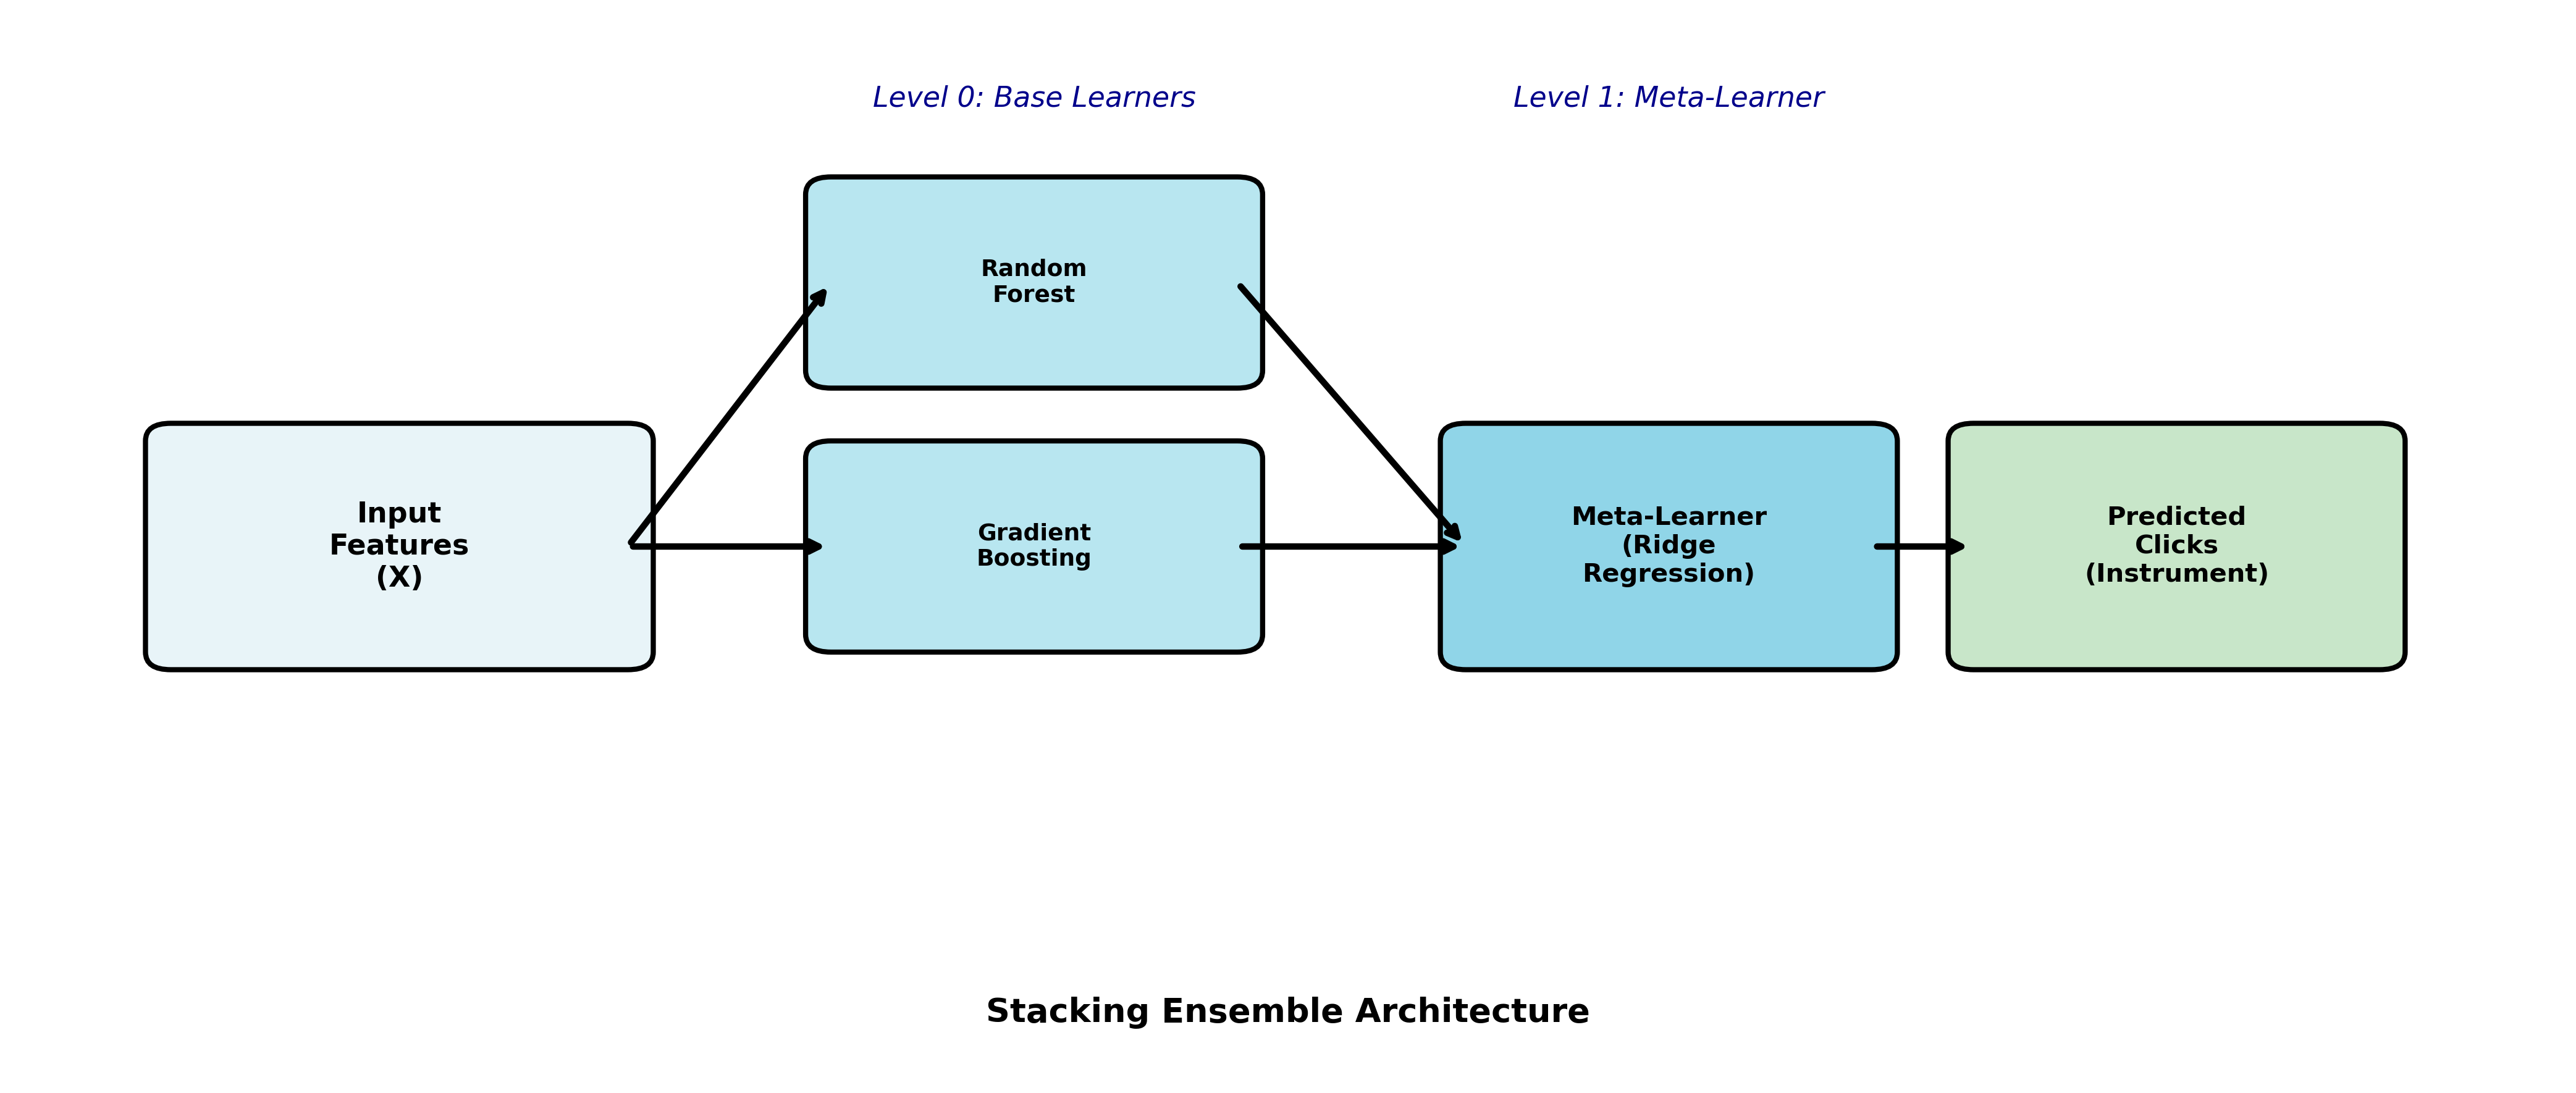 Level 0: Base Learners
Level 1: Meta-Learner
Random
Forest
Input
Features
(X)
Gradient
Boosting
Meta-Learner
(Ridge
Regression)
Predicted
Clicks
(Instrument)
Stacking Ensemble Architecture